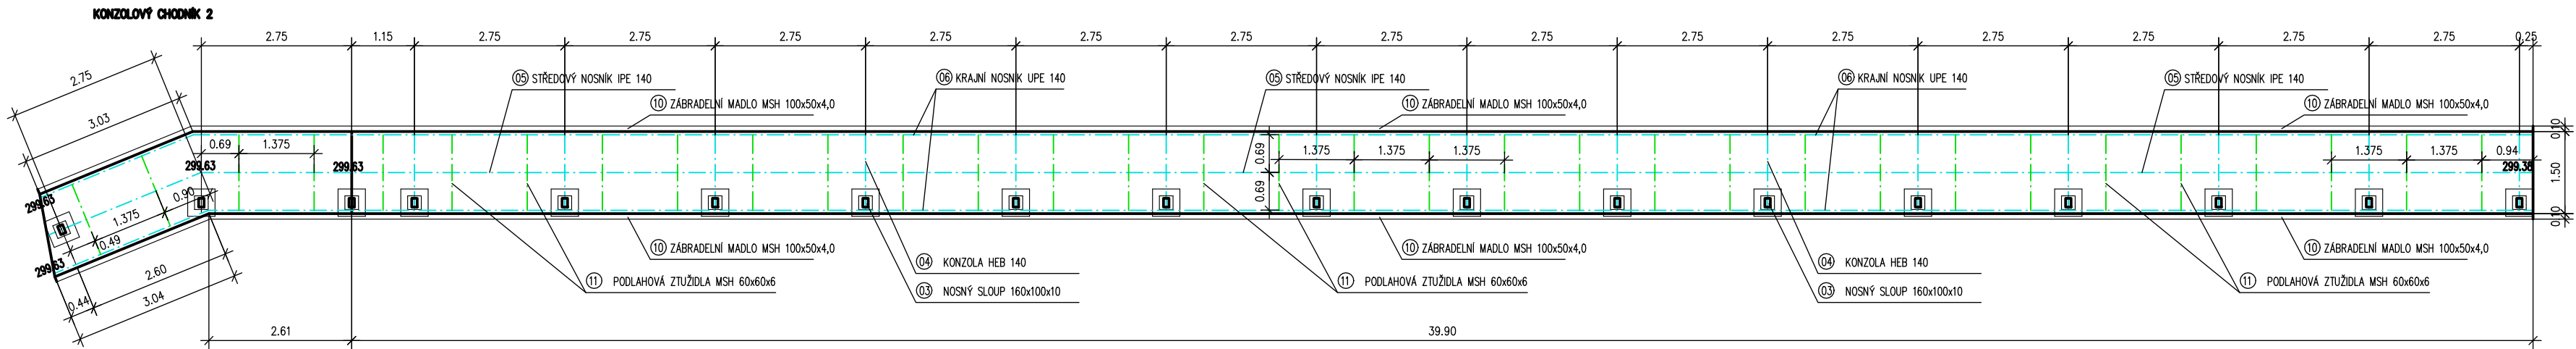 KONZOLOVÝ CHODNÍK 2
2.75 1.15 2.75 2.75 2.75 2.75 2.75 2.75 2.75 2.75 2.75 2.75 2.75 2.75 2.75 2.75 0.25
2.75
3.03
05 STŘEDOVÝ NOSNÍK IPE 140
06 KRAJNÍ NOSNÍK UPE 140
05 STŘEDOVÝ NOSNÍK IPE 140
06 KRAJNÍ NOSNÍK UPE 140
05 STŘEDOVÝ NOSNÍK IPE 140
10 ZÁBRADELNÍ MADLO MSH 100x50x4,0
10 ZÁBRADELNÍ MADLO MSH 100x50x4,0
10 ZÁBRADELNÍ MADLO MSH 100x50x4,0
0.69 1.375
299.63
299.63
0.69
0.69
1.375 1.375 1.375
1.375 1.375 0.94
299.38
0.10
1.50
0.10
299.63
299.63
0.90
1.375
0.49
2.60
0.44
3.04
10 ZÁBRADELNÍ MADLO MSH 100x50x4,0
10 ZÁBRADELNÍ MADLO MSH 100x50x4,0
10 ZÁBRADELNÍ MADLO MSH 100x50x4,0
04 KONZOLA HEB 140
04 KONZOLA HEB 140
11 PODLAHOVÁ ZTUŽIDLA MSH 60x60x6
11 PODLAHOVÁ ZTUŽIDLA MSH 60x60x6
11 PODLAHOVÁ ZTUŽIDLA MSH 60x60x6
03 NOSNÝ SLOUP 160x100x10
03 NOSNÝ SLOUP 160x100x10
2.61 39.90